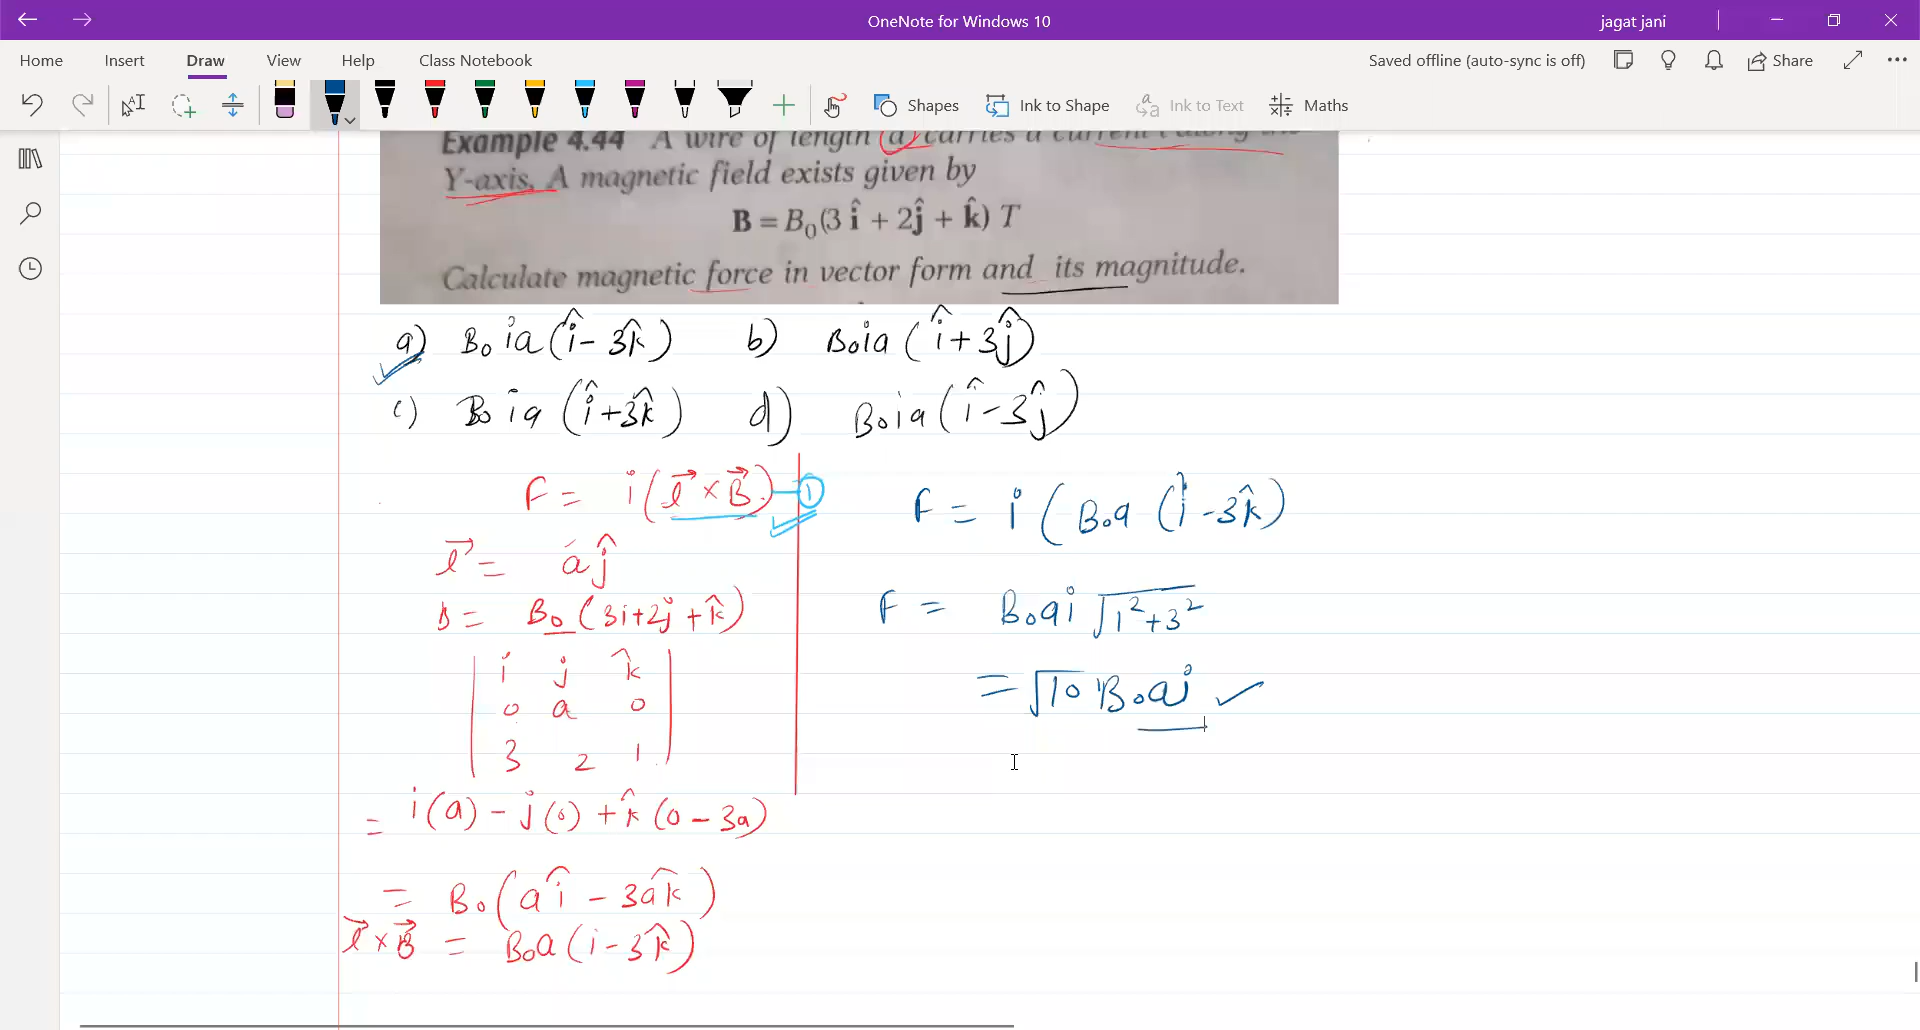 OneNote for Windows 10
jagat jani
Home Insert Draw View Help Class Notebook
Saved offline (auto-sync is off) Share
Shapes Ink to Shape Ink to Text Maths
Example 4.44 A wire of length (a) carries a current i along the
Y-axis. A magnetic field exists given by
B = B₀(3 î + 2ĵ + k̂) T
Calculate magnetic force in vector form and its magnitude.
a) B₀ia(î - 3k̂) b) B₀ia(î + 3ĵ)
c) B₀ia(î + 3k̂) d) B₀ia(î - 3ĵ)
F = i(l⃗ × B⃗) ①
l⃗ = aĵ
B = B₀(3i + 2j + k̂)
i j k̂
0 a 0
3 2 1
= i(a) - j(0) + k̂(0 - 3a)
= B₀(aî - 3ak̂)
l⃗ × B⃗ = B₀a(i - 3k̂)
F = i(B₀a(î - 3k̂)
F = B₀ai √1² + 3²
= √10 B₀ai